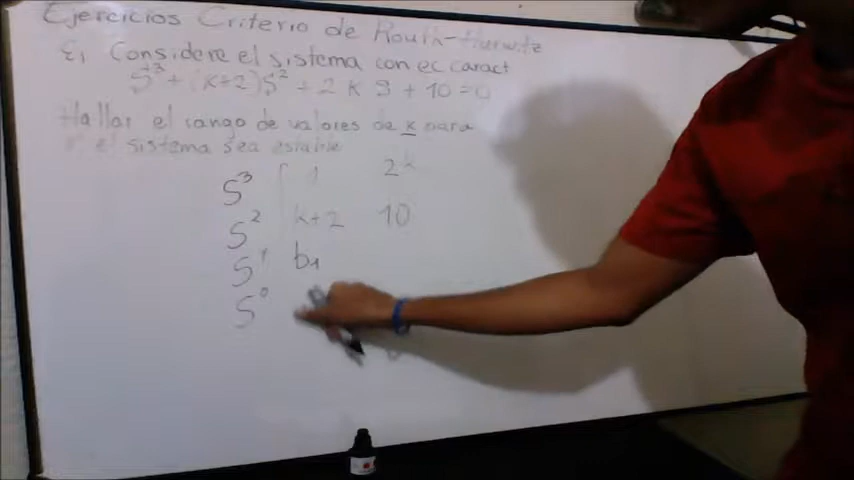 Ejercicios Criterio de Routh-Hurwitz
E1 Considere el sistema con ec caract
S³ + (k+2)S² + 2 k S + 10 = 0
Hallar el rango de valores de k para
el sistema sea estable
S³ 1 2k
S² k+2 10
S¹ b1
S⁰